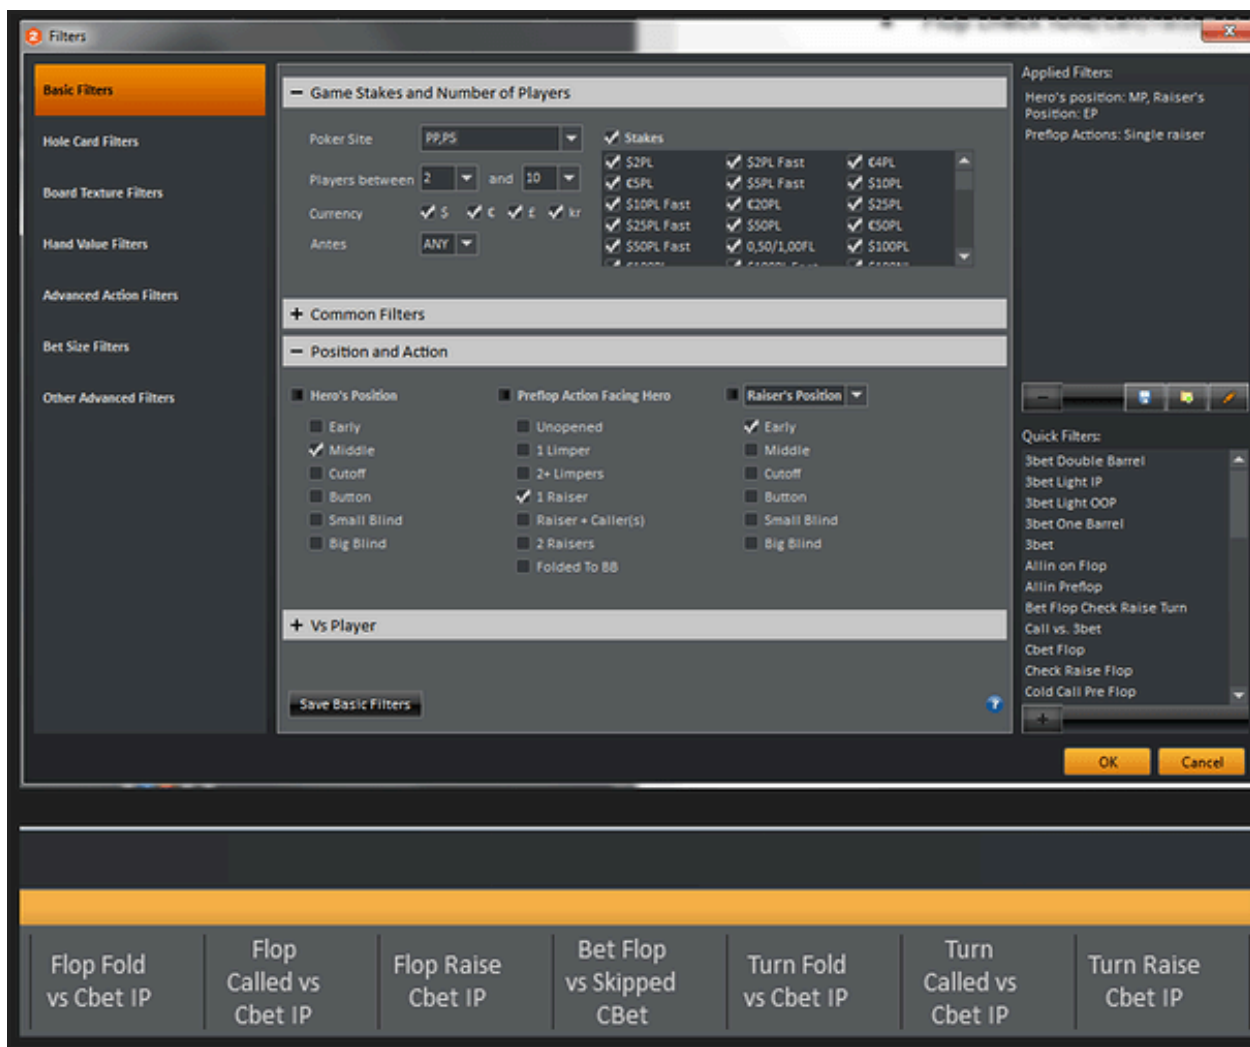 Filters
Basic Filters
Hole Card Filters
Board Texture Filters
Hand Value Filters
Advanced Action Filters
Bet Size Filters
Other Advanced Filters
Game Stakes and Number of Players
Poker Site PP,PS
Players between 2 and 10
Currency $ € £ kr
Antes ANY
Stakes
$2PL $2PL Fast €4PL
€5PL $5PL Fast $10PL
$10PL Fast €20PL $25PL
$25PL Fast $50PL €50PL
$50PL Fast 0,50/1,00FL $100PL
Common Filters
Position and Action
Hero's Position
Early
Middle
Cutoff
Button
Small Blind
Big Blind
Preflop Action Facing Hero
Unopened
1 Limper
2+ Limpers
1 Raiser
Raiser + Caller(s)
2 Raisers
Folded To BB
Raiser's Position
Early
Middle
Cutoff
Button
Small Blind
Big Blind
Vs Player
Save Basic Filters
Applied Filters:
Hero's position: MP, Raiser's
Position: EP
Preflop Actions: Single raiser
Quick Filters:
3bet Double Barrel
3bet Light IP
3bet Light OOP
3bet One Barrel
3bet
Allin on Flop
Allin Preflop
Bet Flop Check Raise Turn
Call vs. 3bet
Cbet Flop
Check Raise Flop
Cold Call Pre Flop
OK
Cancel
Flop Fold
vs Cbet IP
Flop
Called vs
Cbet IP
Flop Raise
Cbet IP
Bet Flop
vs Skipped
CBet
Turn Fold
vs Cbet IP
Turn
Called vs
Cbet IP
Turn Raise
Cbet IP